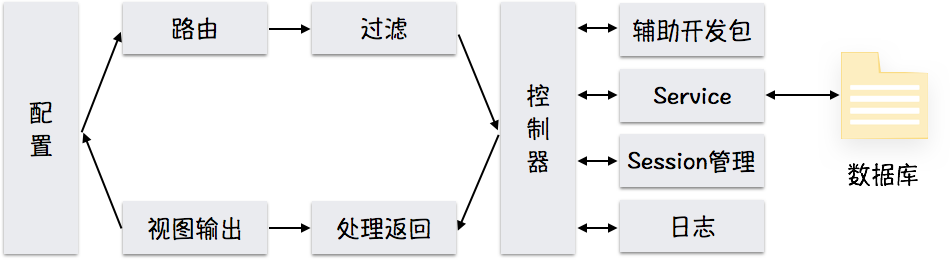 配置
路由
过滤
控制器
辅助开发包
Service
Session管理
日志
数据库
视图输出
处理返回